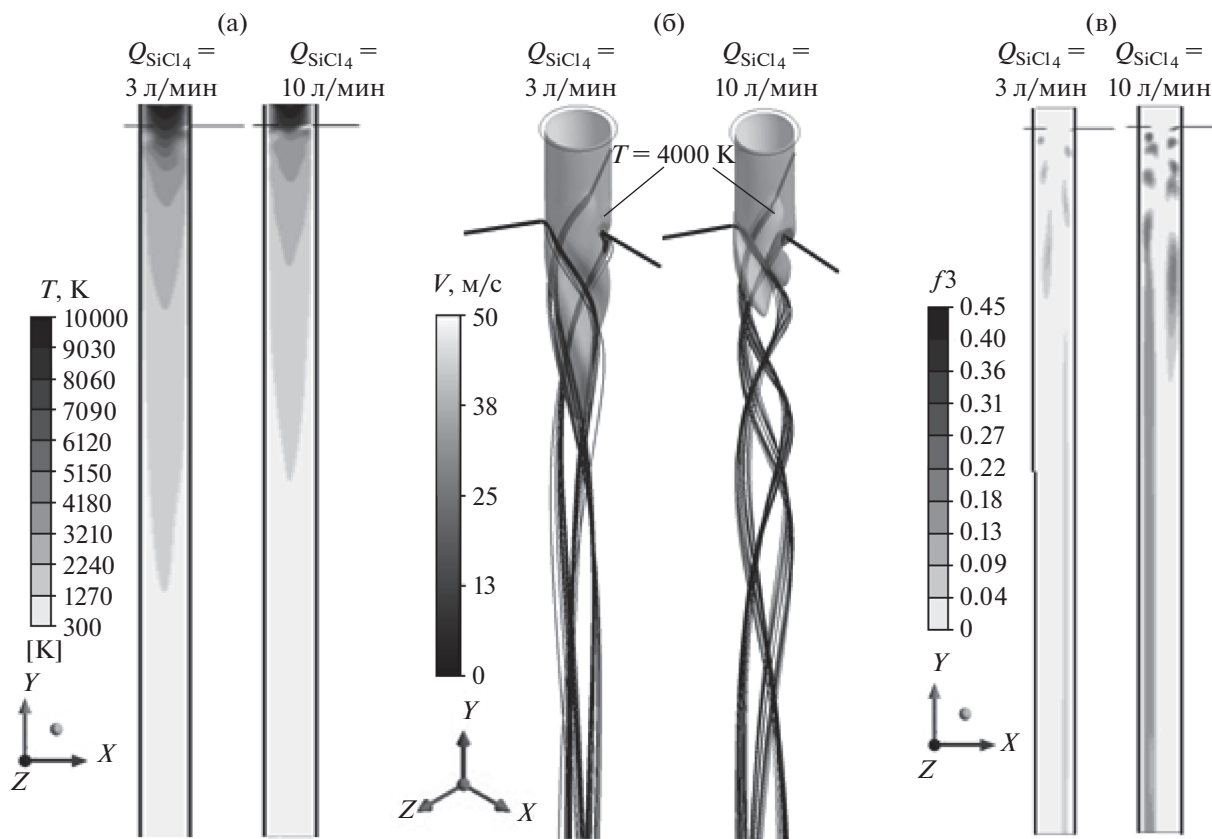 (а)
Q_SiCl4 =
3 л/мин
Q_SiCl4 =
10 л/мин
T, K
10000
9030
8060
7090
6120
5150
4180
3210
2240
1270
300
[K]
Y
X
Z
(б)
Q_SiCl4 =
3 л/мин
Q_SiCl4 =
10 л/мин
T = 4000 K
V, м/с
50
38
25
13
0
Y
Z
X
(в)
Q_SiCl4 =
3 л/мин
Q_SiCl4 =
10 л/мин
f3
0.45
0.40
0.36
0.31
0.27
0.22
0.18
0.13
0.09
0.04
0
Y
X
Z